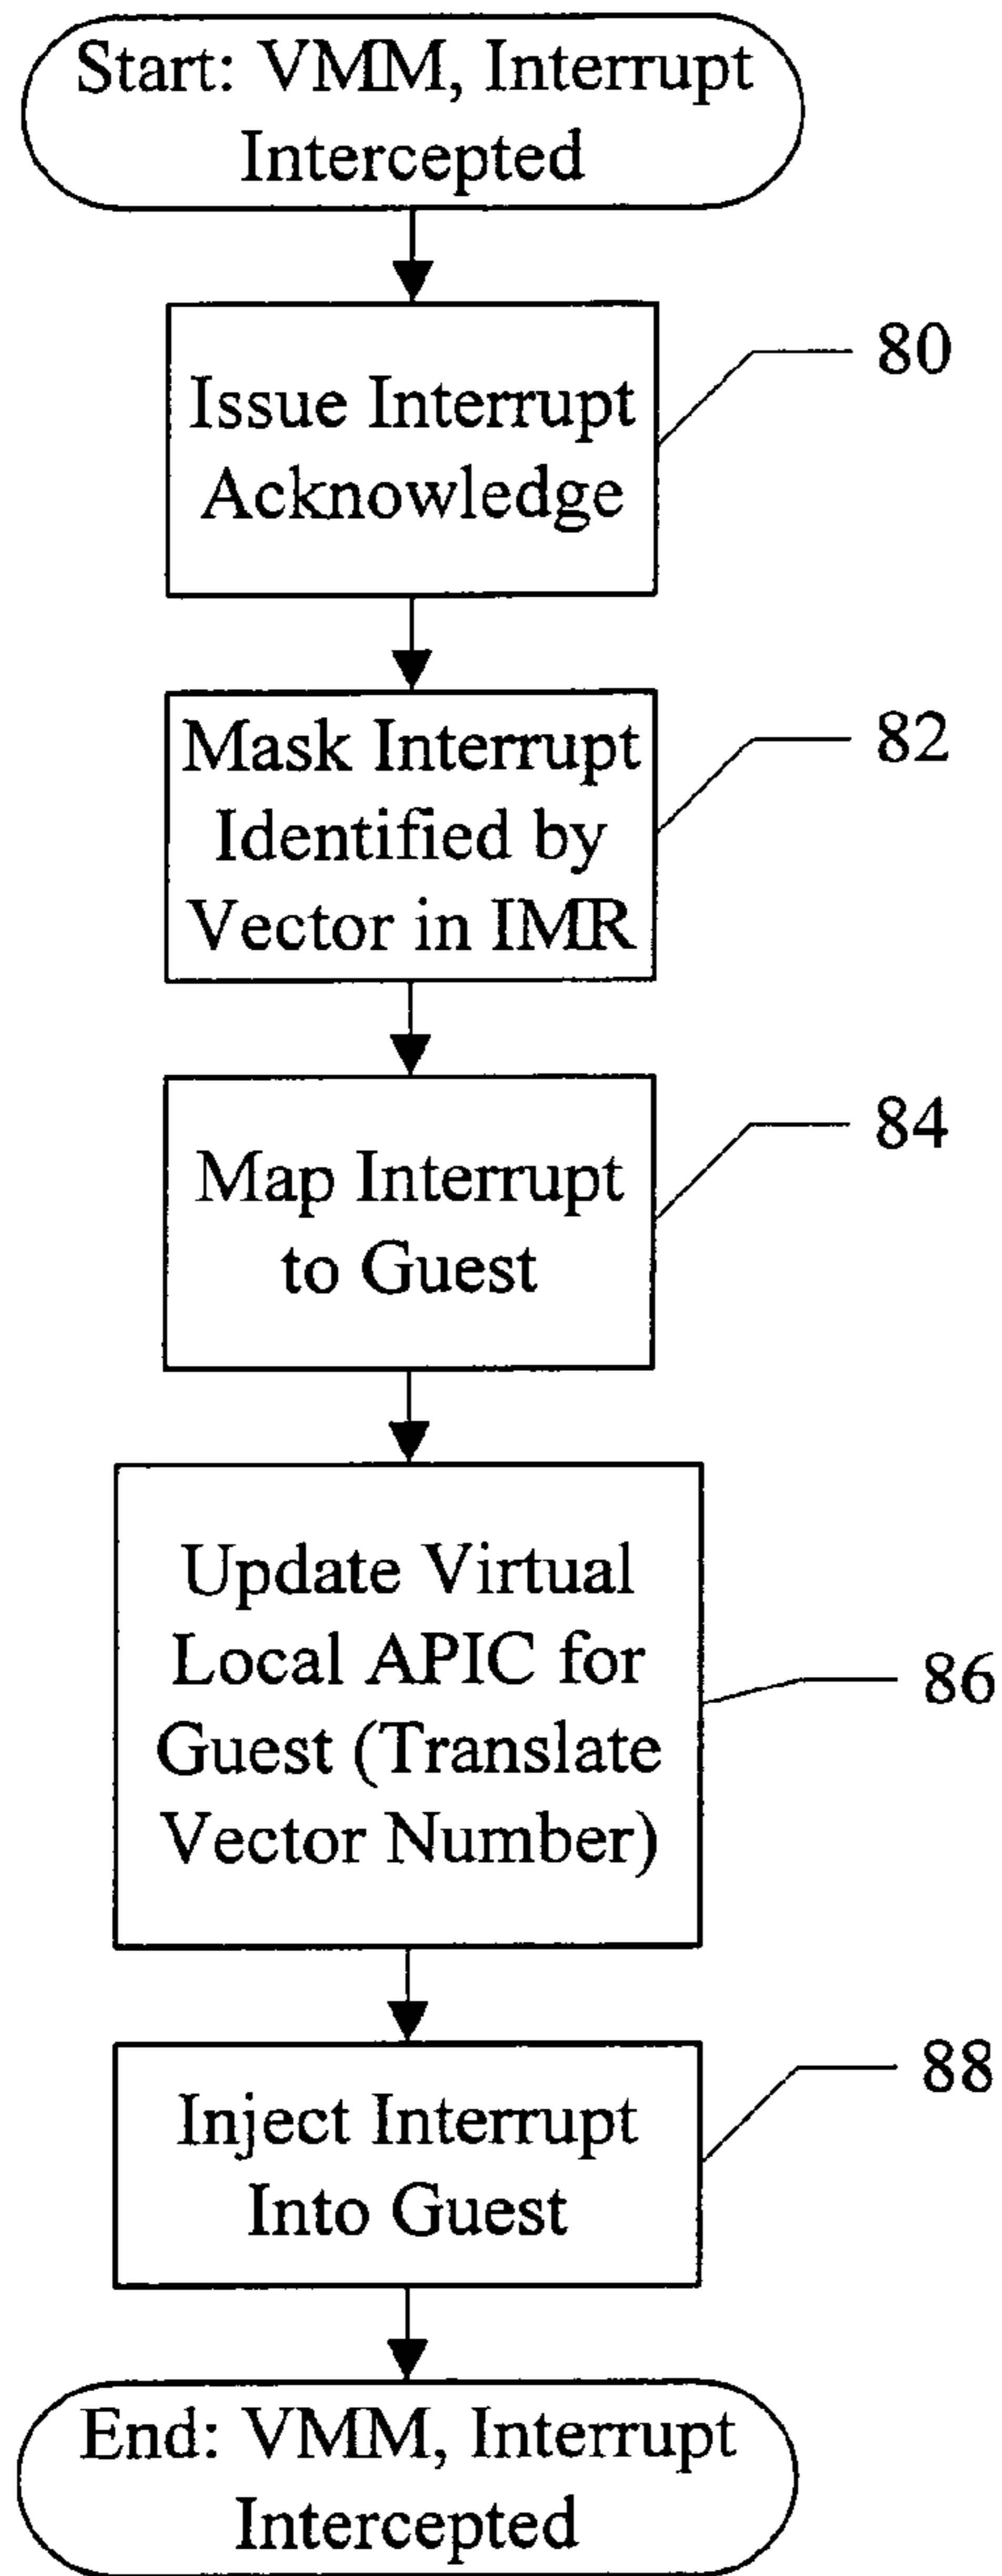 Start: VMM, Interrupt
Intercepted
80
Issue Interrupt
Acknowledge
82
Mask Interrupt
Identified by
Vector in IMR
84
Map Interrupt
to Guest
Update Virtual
Local APIC for
86
Guest (Translate
Vector Number)
88
Inject Interrupt
Into Guest
End: VMM, Interrupt
Intercepted